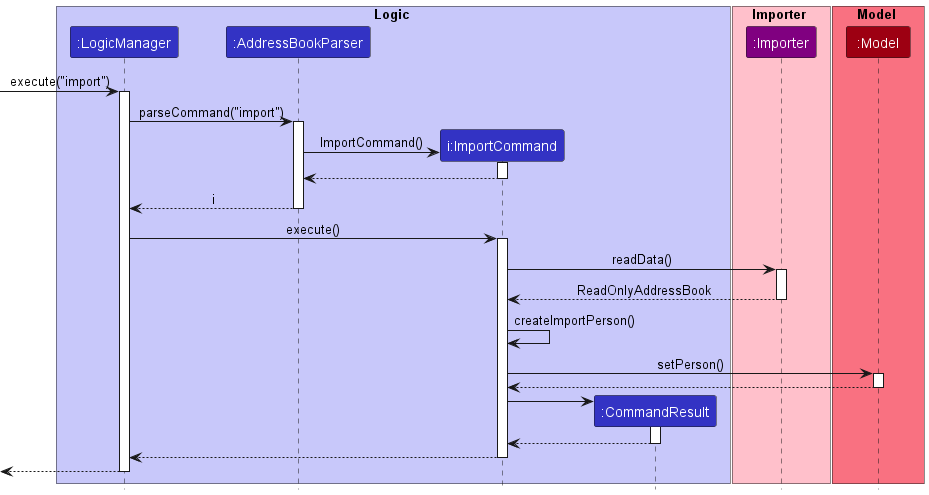 Logic
Importer
Model
:LogicManager
:AddressBookParser
:Importer
:Model
execute("import")
parseCommand("import")
ImportCommand()
i:ImportCommand
i
execute()
readData()
ReadOnlyAddressBook
createImportPerson()
setPerson()
:CommandResult